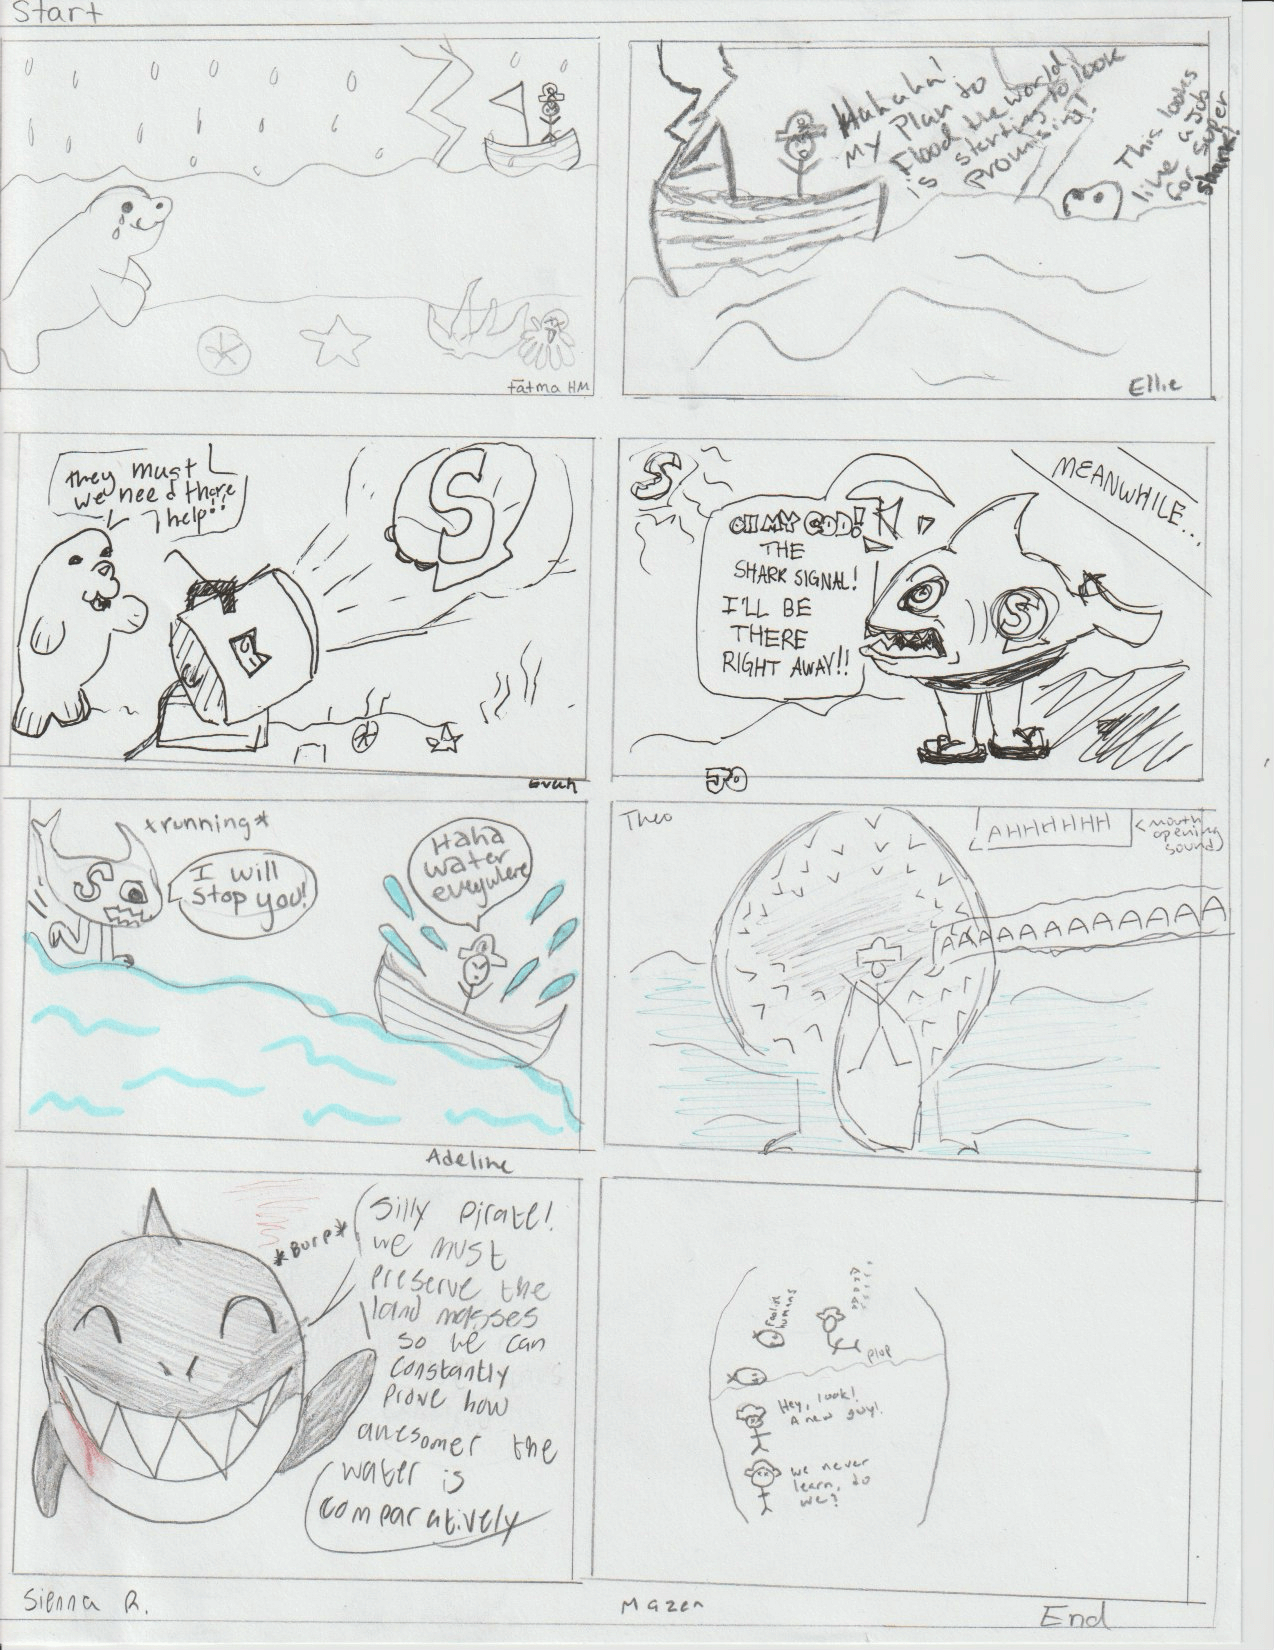 Start
Fatma HM
Hahaha!
My Plan to
flood the world
is starting to look
promising!
This looks
like a Job
for super
shark!
Ellie
they must
we need there
help!!
S
Evan
MEANWHILE...
S
OH MY COD!
THE
SHARK SIGNAL!
I'LL BE
THERE
RIGHT AWAY!!
S
JO
*running*
I will
stop you!
S
Haha
water
everywhere
Adeline
Theo
AHHHHHH
<mouth
opening
sound)
AAAAAAAAAAAAA
*Burp*
Silly pirate!
we must
preserve the
land masses
so we can
constantly
prove how
awesomer the
water is
comparatively
Sienna R.
Foolish
humans
plop
Hey, look!
A new guy!
we never
learn, do
we?
Mazen
End